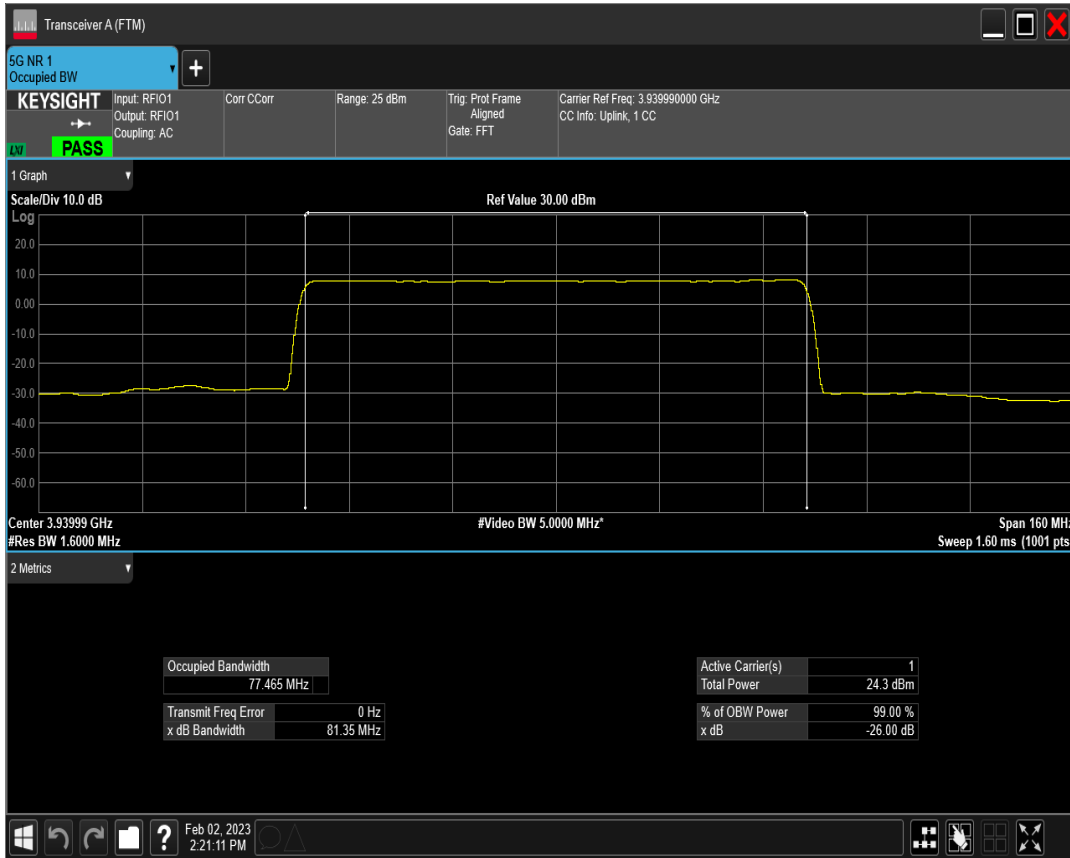 Transceiver A (FTM)
5G NR 1
Occupied BW
+
KEYSIGHT
LXI
PASS
Input: RFIO1
Output: RFIO1
Coupling: AC
Corr CCorr
Range: 25 dBm
Trig: Prot Frame
Aligned
Gate: FFT
Carrier Ref Freq: 3.939990000 GHz
CC Info: Uplink, 1 CC
1 Graph
Scale/Div 10.0 dB
Ref Value 30.00 dBm
Log
20.0
10.0
0.00
-10.0
-20.0
-30.0
-40.0
-50.0
-60.0
Center 3.93999 GHz
#Video BW 5.0000 MHz*
Span 160 MHz
#Res BW 1.6000 MHz
Sweep 1.60 ms (1001 pts
2 Metrics
Occupied Bandwidth
77.465 MHz
Transmit Freq Error 0 Hz
x dB Bandwidth 81.35 MHz
Active Carrier(s) 1
Total Power 24.3 dBm
% of OBW Power 99.00 %
x dB -26.00 dB
?
Feb 02, 2023
2:21:11 PM